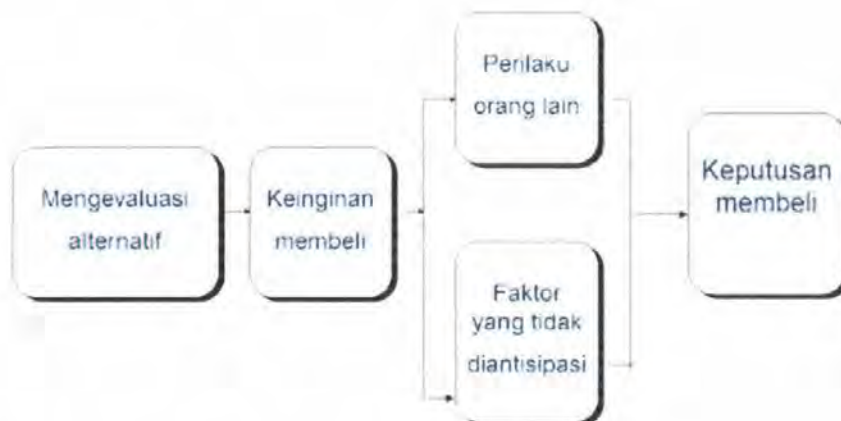 Mengevaluasi
alternatif
Keinginan
membeli
Perilaku
orang lain
Faktor
yang tidak
diantisipasi
Keputusan
membeli